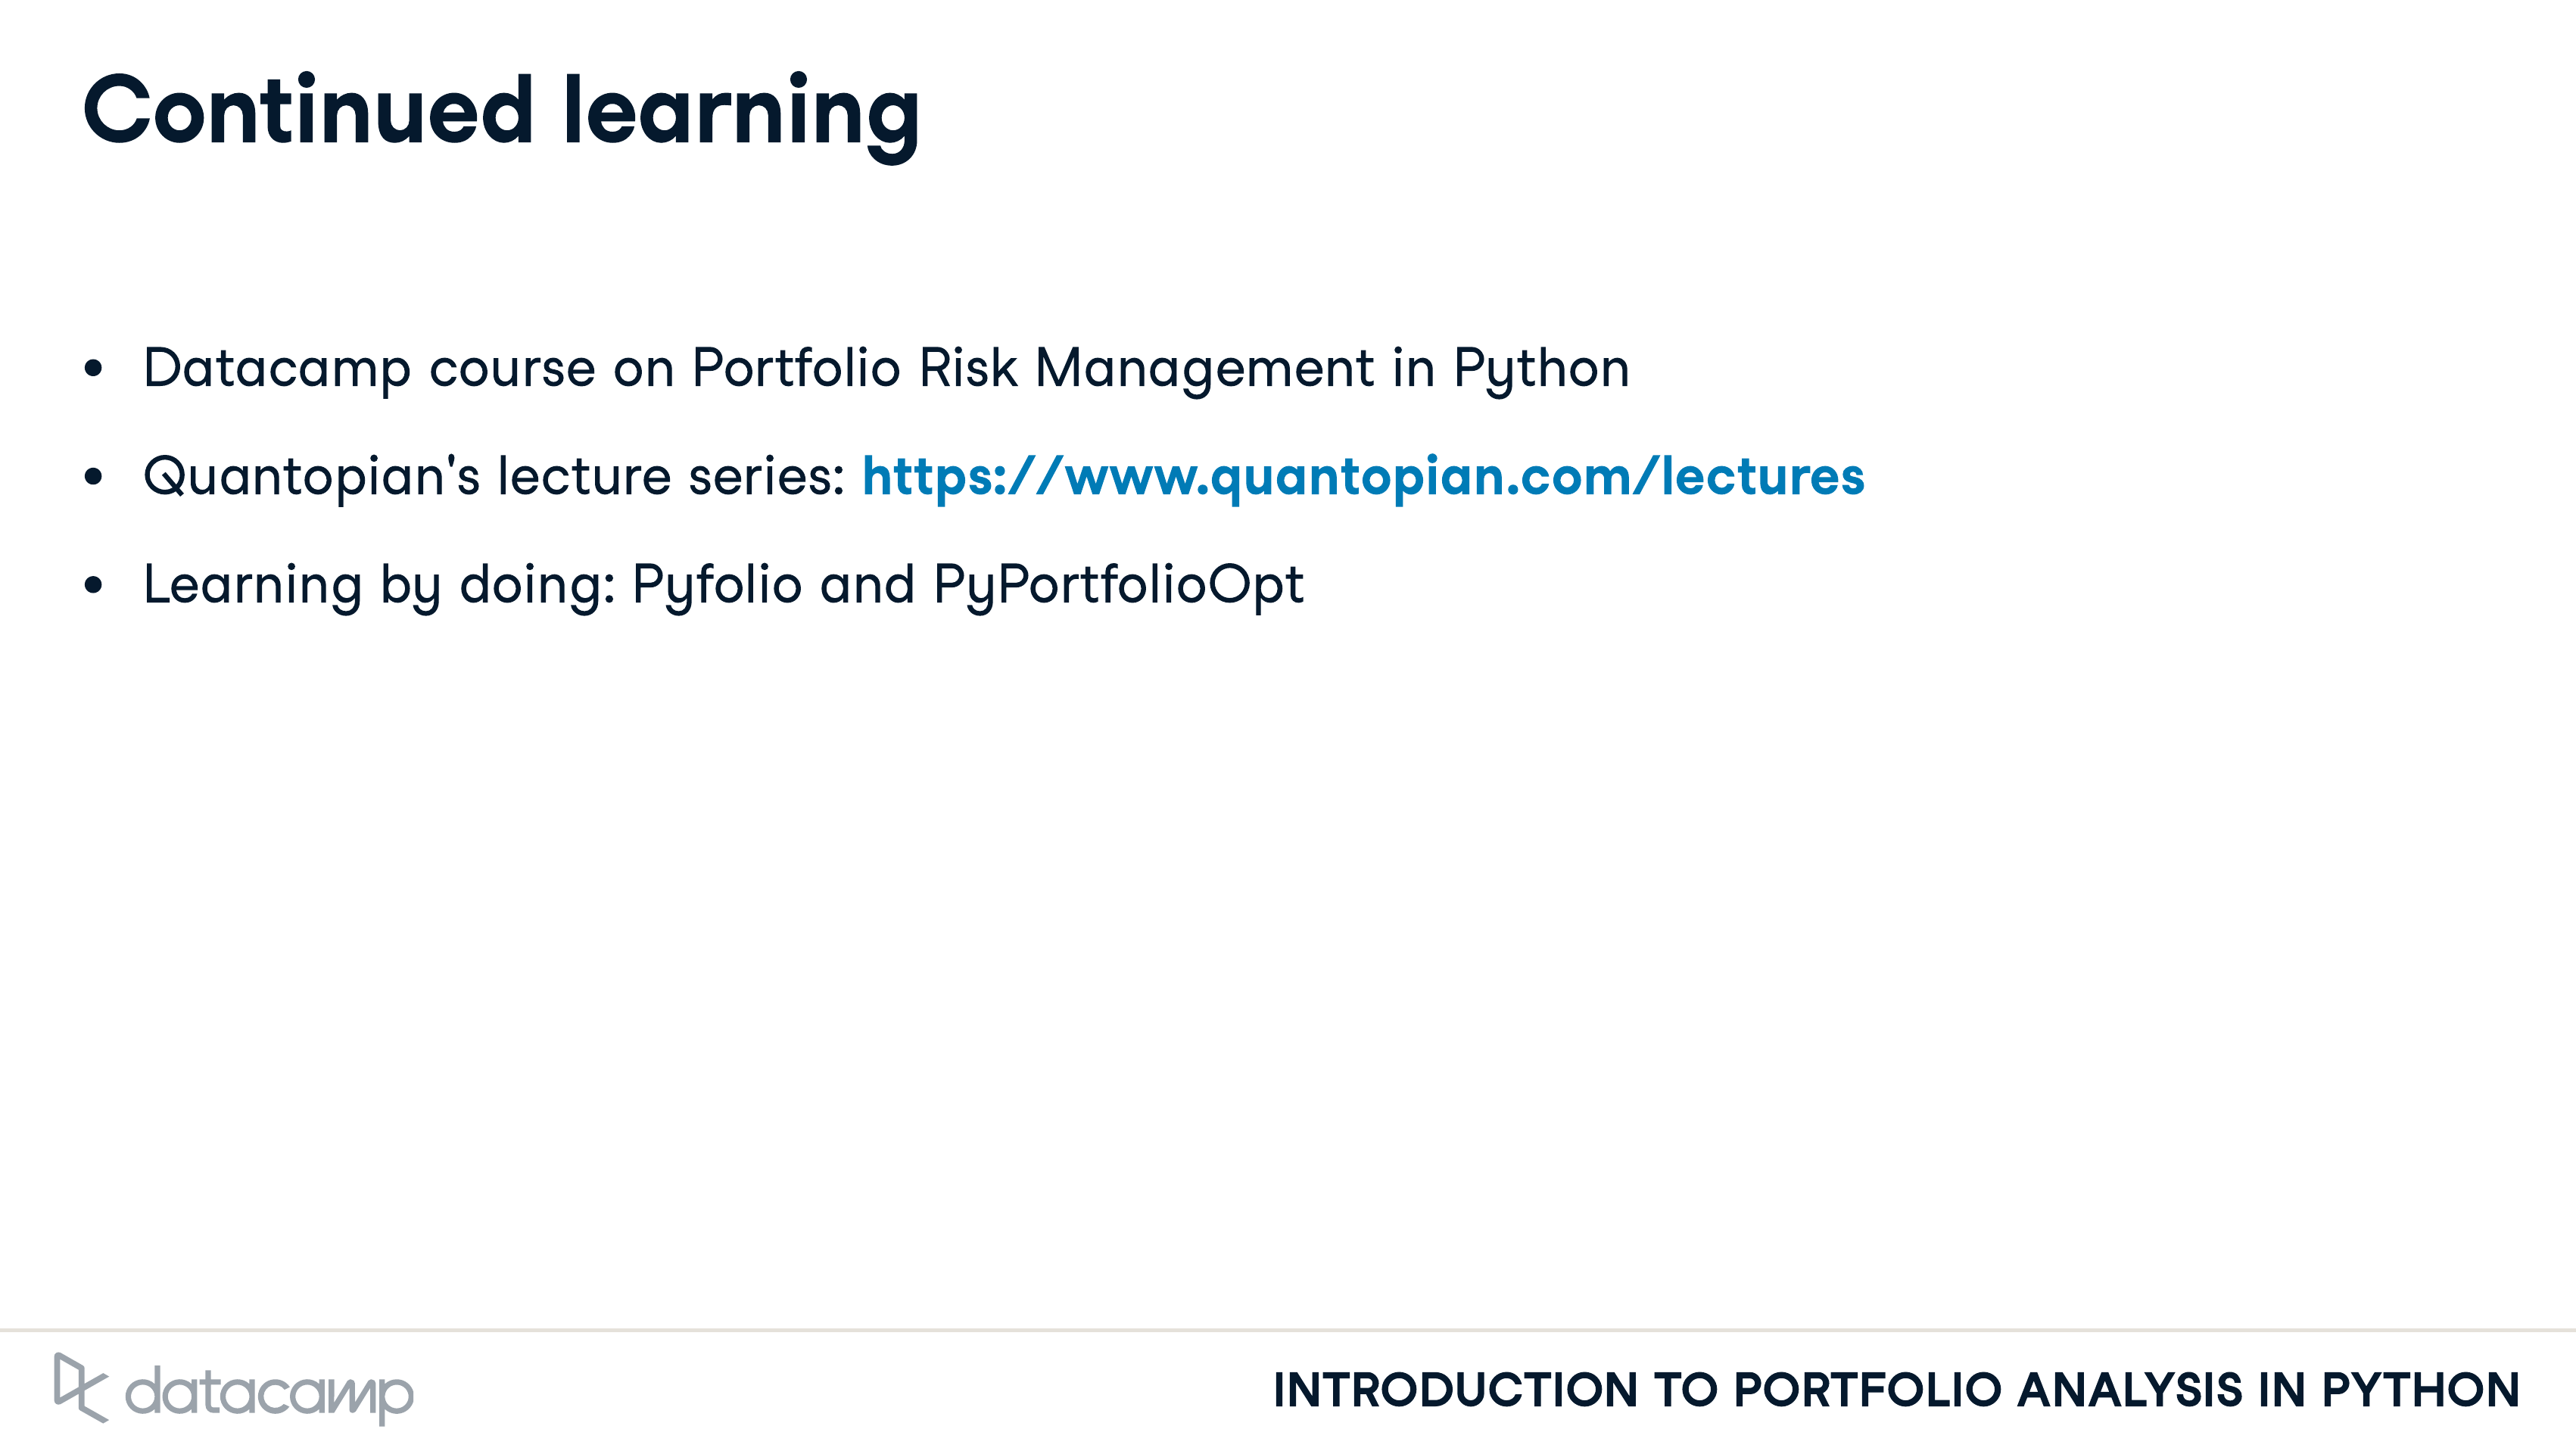 Continued learning
• Datacamp course on Portfolio Risk Management in Python
• Quantopian's lecture series: https://www.quantopian.com/lectures
• Learning by doing: Pyfolio and PyPortfolioOpt
datacamp
INTRODUCTION TO PORTFOLIO ANALYSIS IN PYTHON